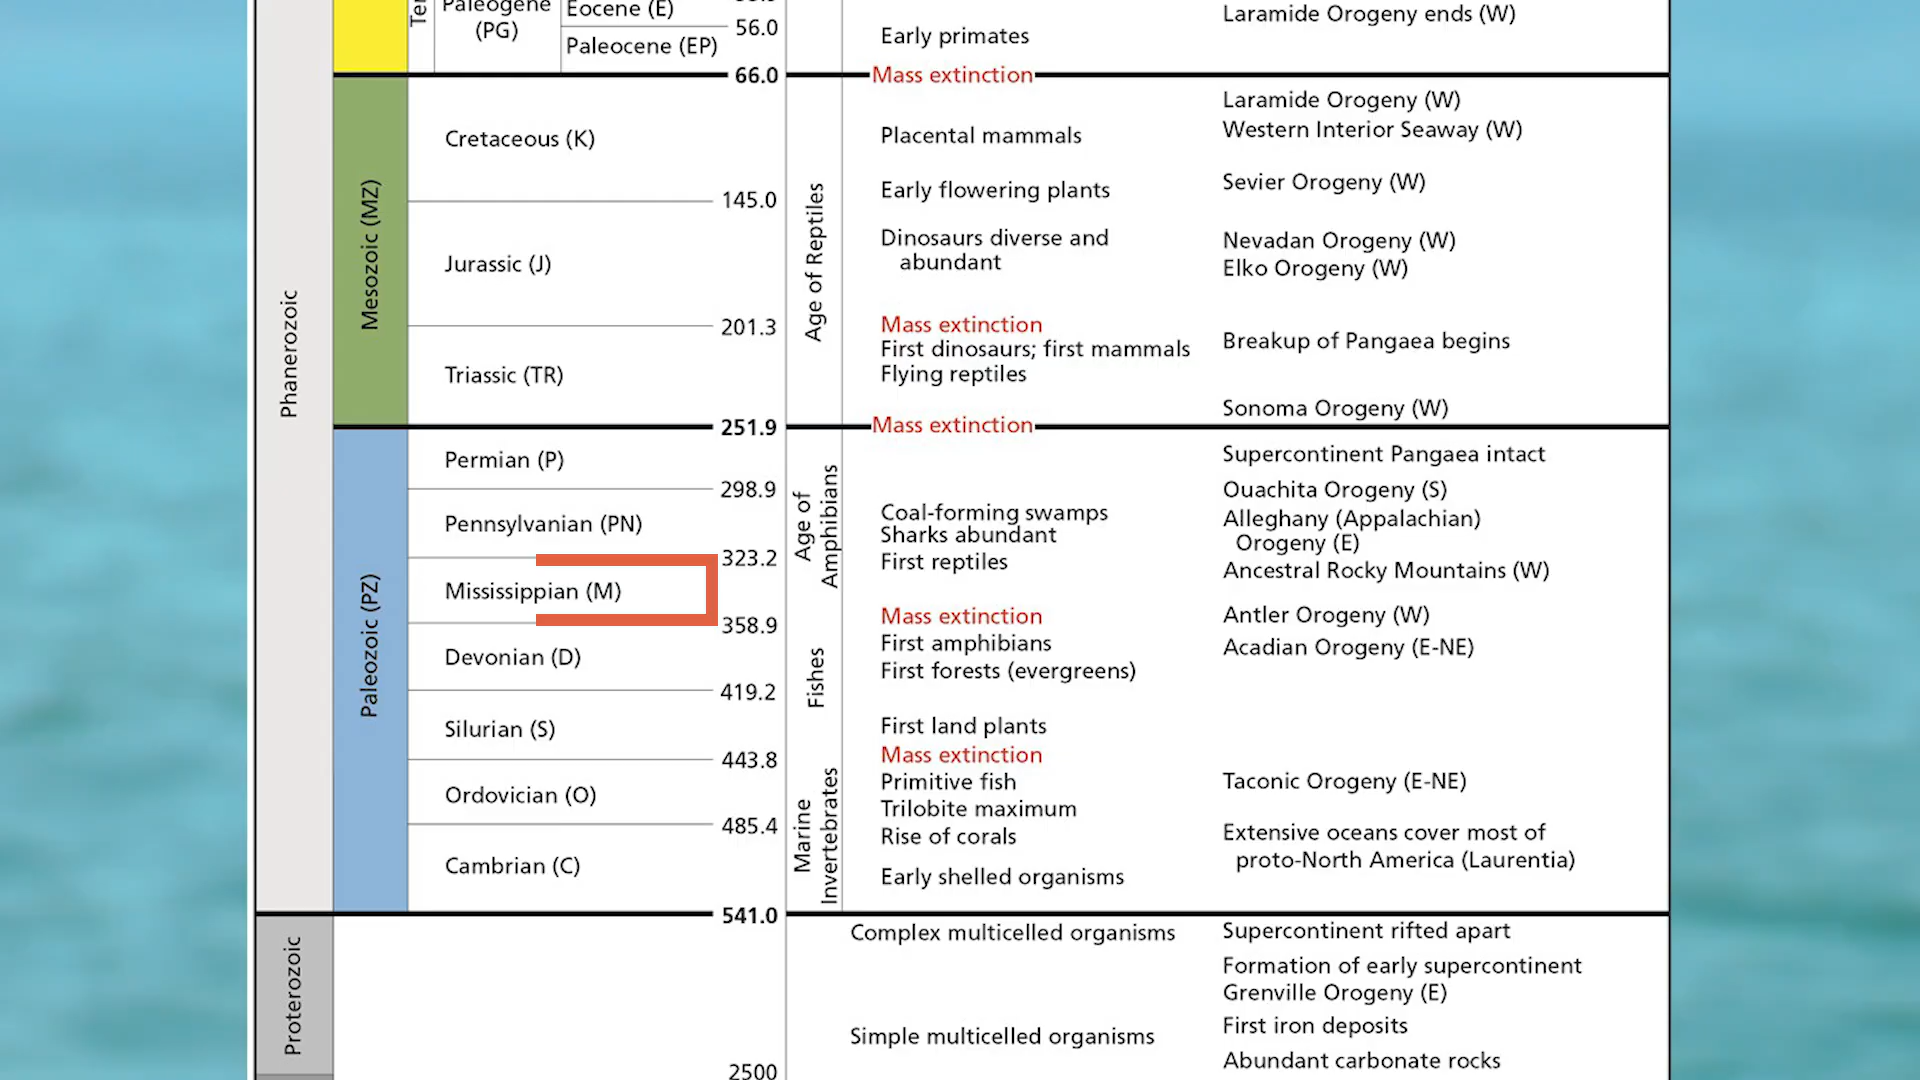 Paleogene
(PG)
Eocene (E)
56.0
Paleocene (EP)
Early primates
Laramide Orogeny ends (W)
66.0
Mass extinction
Phanerozoic
Mesozoic (MZ)
Cretaceous (K)
145.0
Jurassic (J)
201.3
Triassic (TR)
251.9
Age of Reptiles
Placental mammals
Early flowering plants
Dinosaurs diverse and
abundant
Mass extinction
First dinosaurs; first mammals
Flying reptiles
Mass extinction
Laramide Orogeny (W)
Western Interior Seaway (W)
Sevier Orogeny (W)
Nevadan Orogeny (W)
Elko Orogeny (W)
Breakup of Pangaea begins
Sonoma Orogeny (W)
Paleozoic (PZ)
Permian (P)
298.9
Pennsylvanian (PN)
323.2
Mississippian (M)
358.9
Devonian (D)
419.2
Silurian (S)
443.8
Ordovician (O)
485.4
Cambrian (C)
541.0
Age of
Amphibians
Fishes
Marine
Invertebrates
Coal-forming swamps
Sharks abundant
First reptiles
Mass extinction
First amphibians
First forests (evergreens)
First land plants
Mass extinction
Primitive fish
Trilobite maximum
Rise of corals
Early shelled organisms
Supercontinent Pangaea intact
Ouachita Orogeny (S)
Alleghany (Appalachian)
Orogeny (E)
Ancestral Rocky Mountains (W)
Antler Orogeny (W)
Acadian Orogeny (E-NE)
Taconic Orogeny (E-NE)
Extensive oceans cover most of
proto-North America (Laurentia)
Proterozoic
2500
Complex multicelled organisms
Simple multicelled organisms
Supercontinent rifted apart
Formation of early supercontinent
Grenville Orogeny (E)
First iron deposits
Abundant carbonate rocks